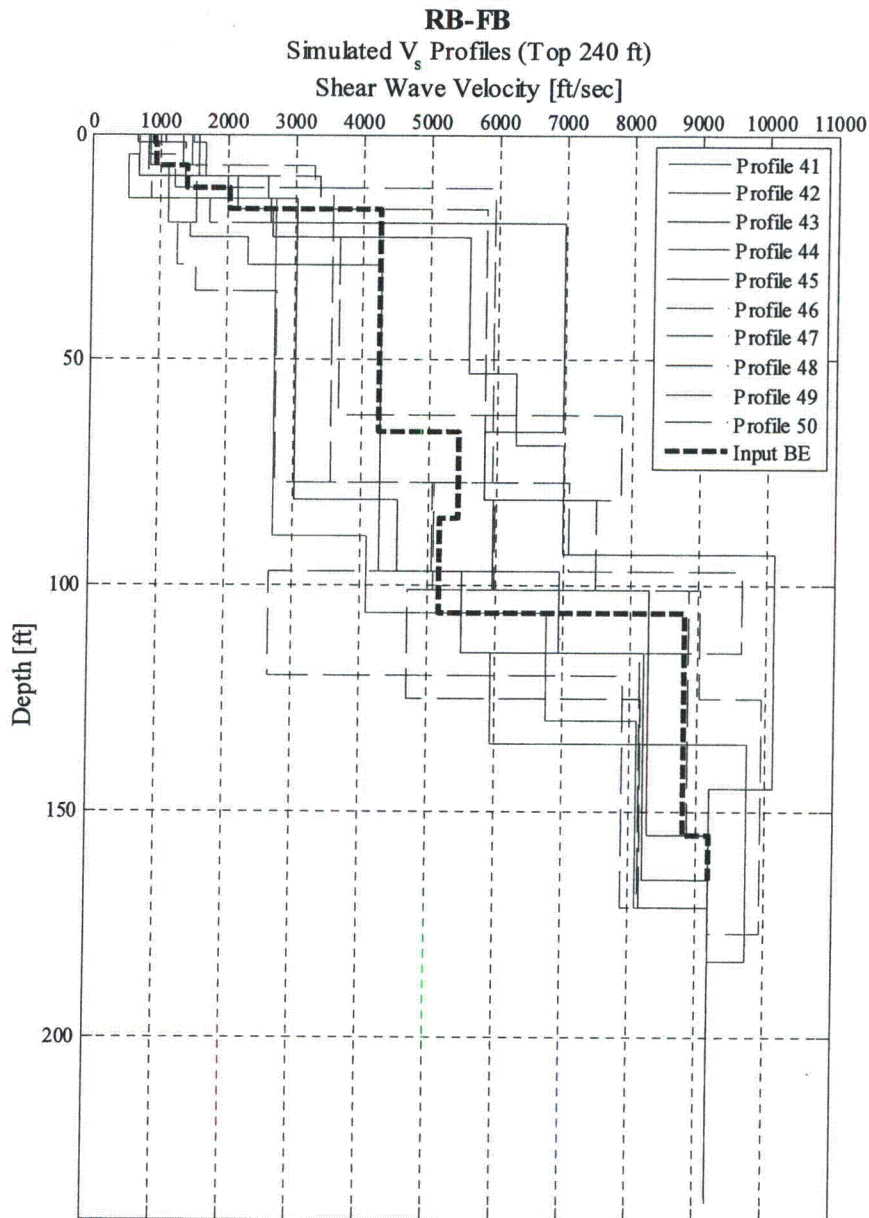 RB-FB
Simulated Vs Profiles (Top 240 ft)
Shear Wave Velocity [ft/sec]
0 1000 2000 3000 4000 5000 6000 7000 8000 9000 10000 11000
0
50
100
150
200
Depth [ft]
Profile 41
Profile 42
Profile 43
Profile 44
Profile 45
Profile 46
Profile 47
Profile 48
Profile 49
Profile 50
Input BE